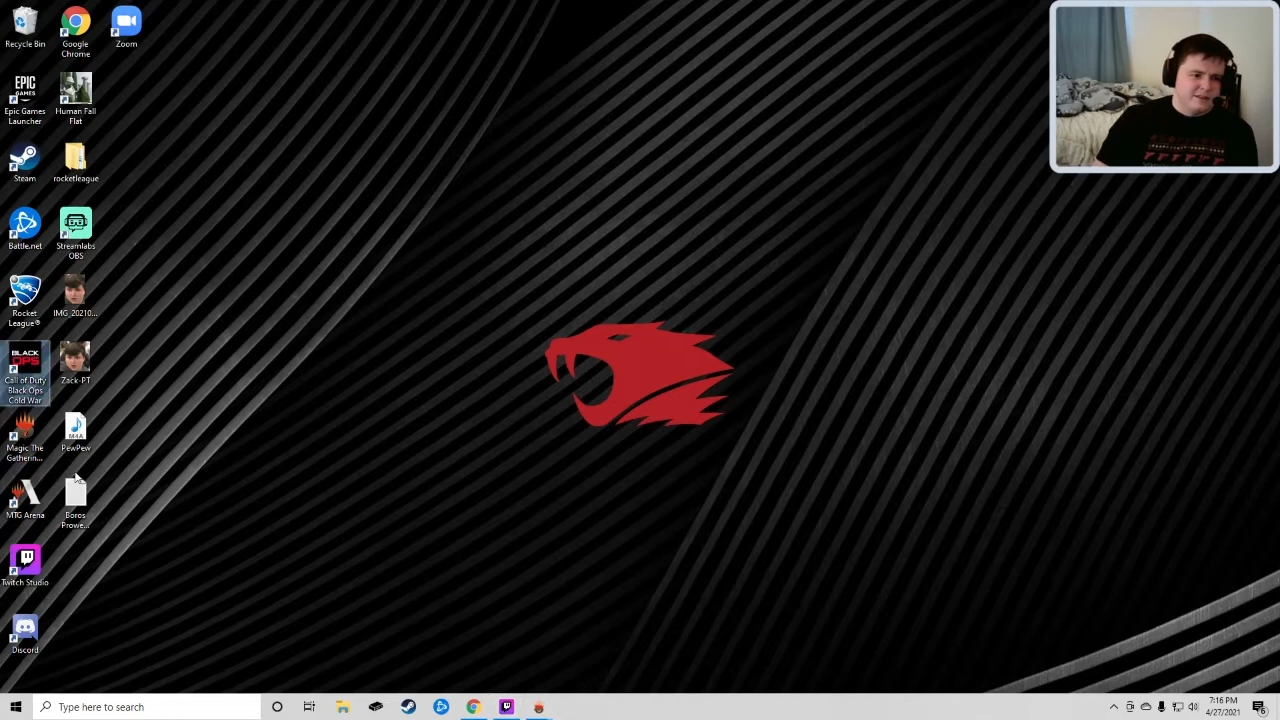 Recycle Bin
Google
Chrome
Zoom
EPIC
GAMES
Epic Games
Launcher
Human Fall
Flat
Steam
rocketleague
Battle.net
Streamlabs
OBS
Rocket
League®
IMG_20210...
BLACK
OPS
Call of Duty
Black Ops
Cold War
Zack-PT
Magic The
Gatherin...
M4A
PewPew
MTG Arena
Boros
Prowe...
Twitch Studio
Discord
Type here to search
7:16 PM
4/27/2021
6